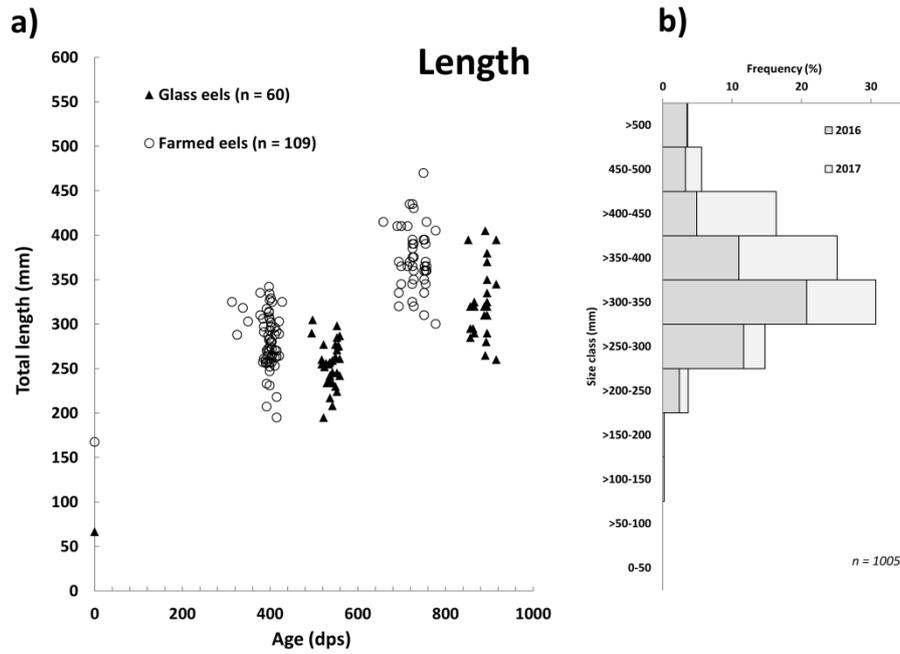 a)
Length
Glass eels (n = 60)
Farmed eels (n = 109)
Total length (mm)
600
550
500
450
400
350
300
250
200
150
100
50
0
0 200 400 600 800 1000
Age (dps)
b)
Frequency (%)
0 10 20 30
2016
2017
Size class (mm)
>500
450-500
>400-450
>350-400
>300-350
>250-300
>200-250
>150-200
>100-150
>50-100
0-50
n = 1005